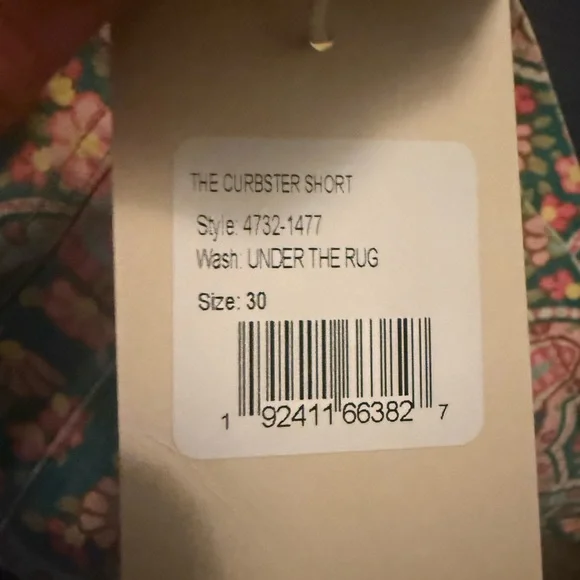 THE CURBSTER SHORT
Style: 4732-1477
Wash: UNDER THE RUG
Size: 30
1 92411 66382 7